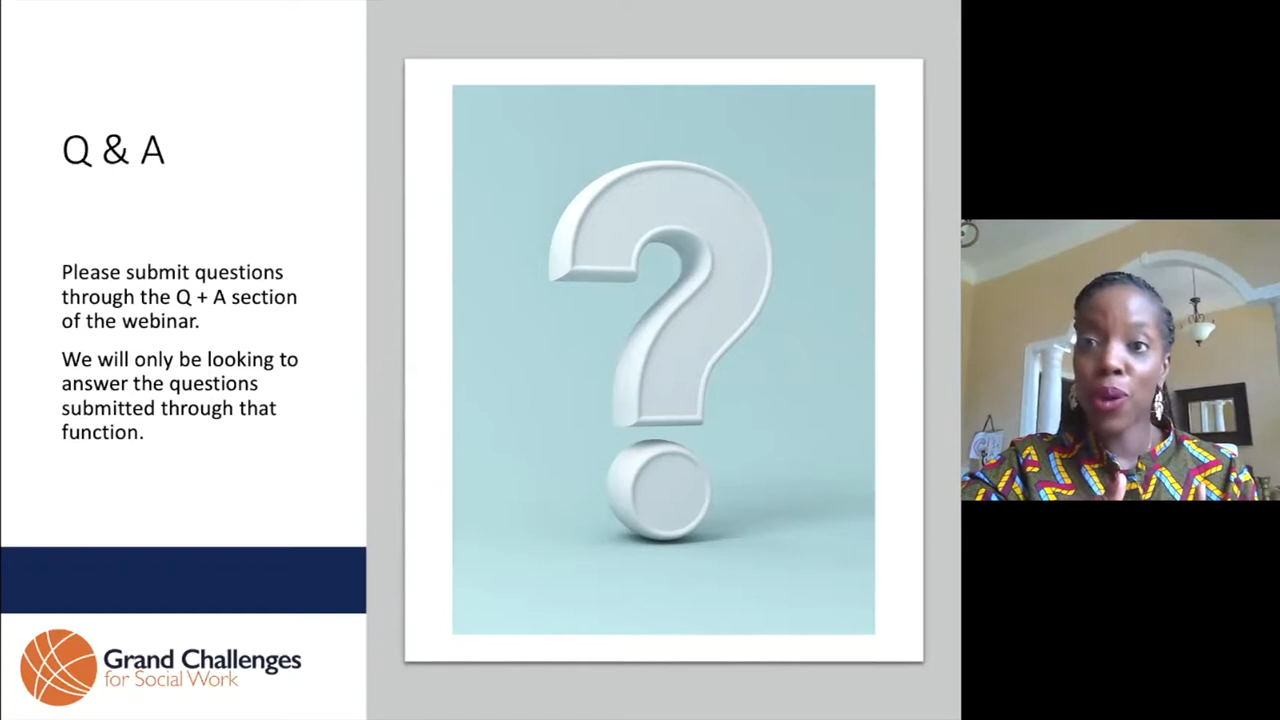 Q & A
Please submit questions
through the Q + A section
of the webinar.
We will only be looking to
answer the questions
submitted through that
function.
Grand Challenges
for Social Work